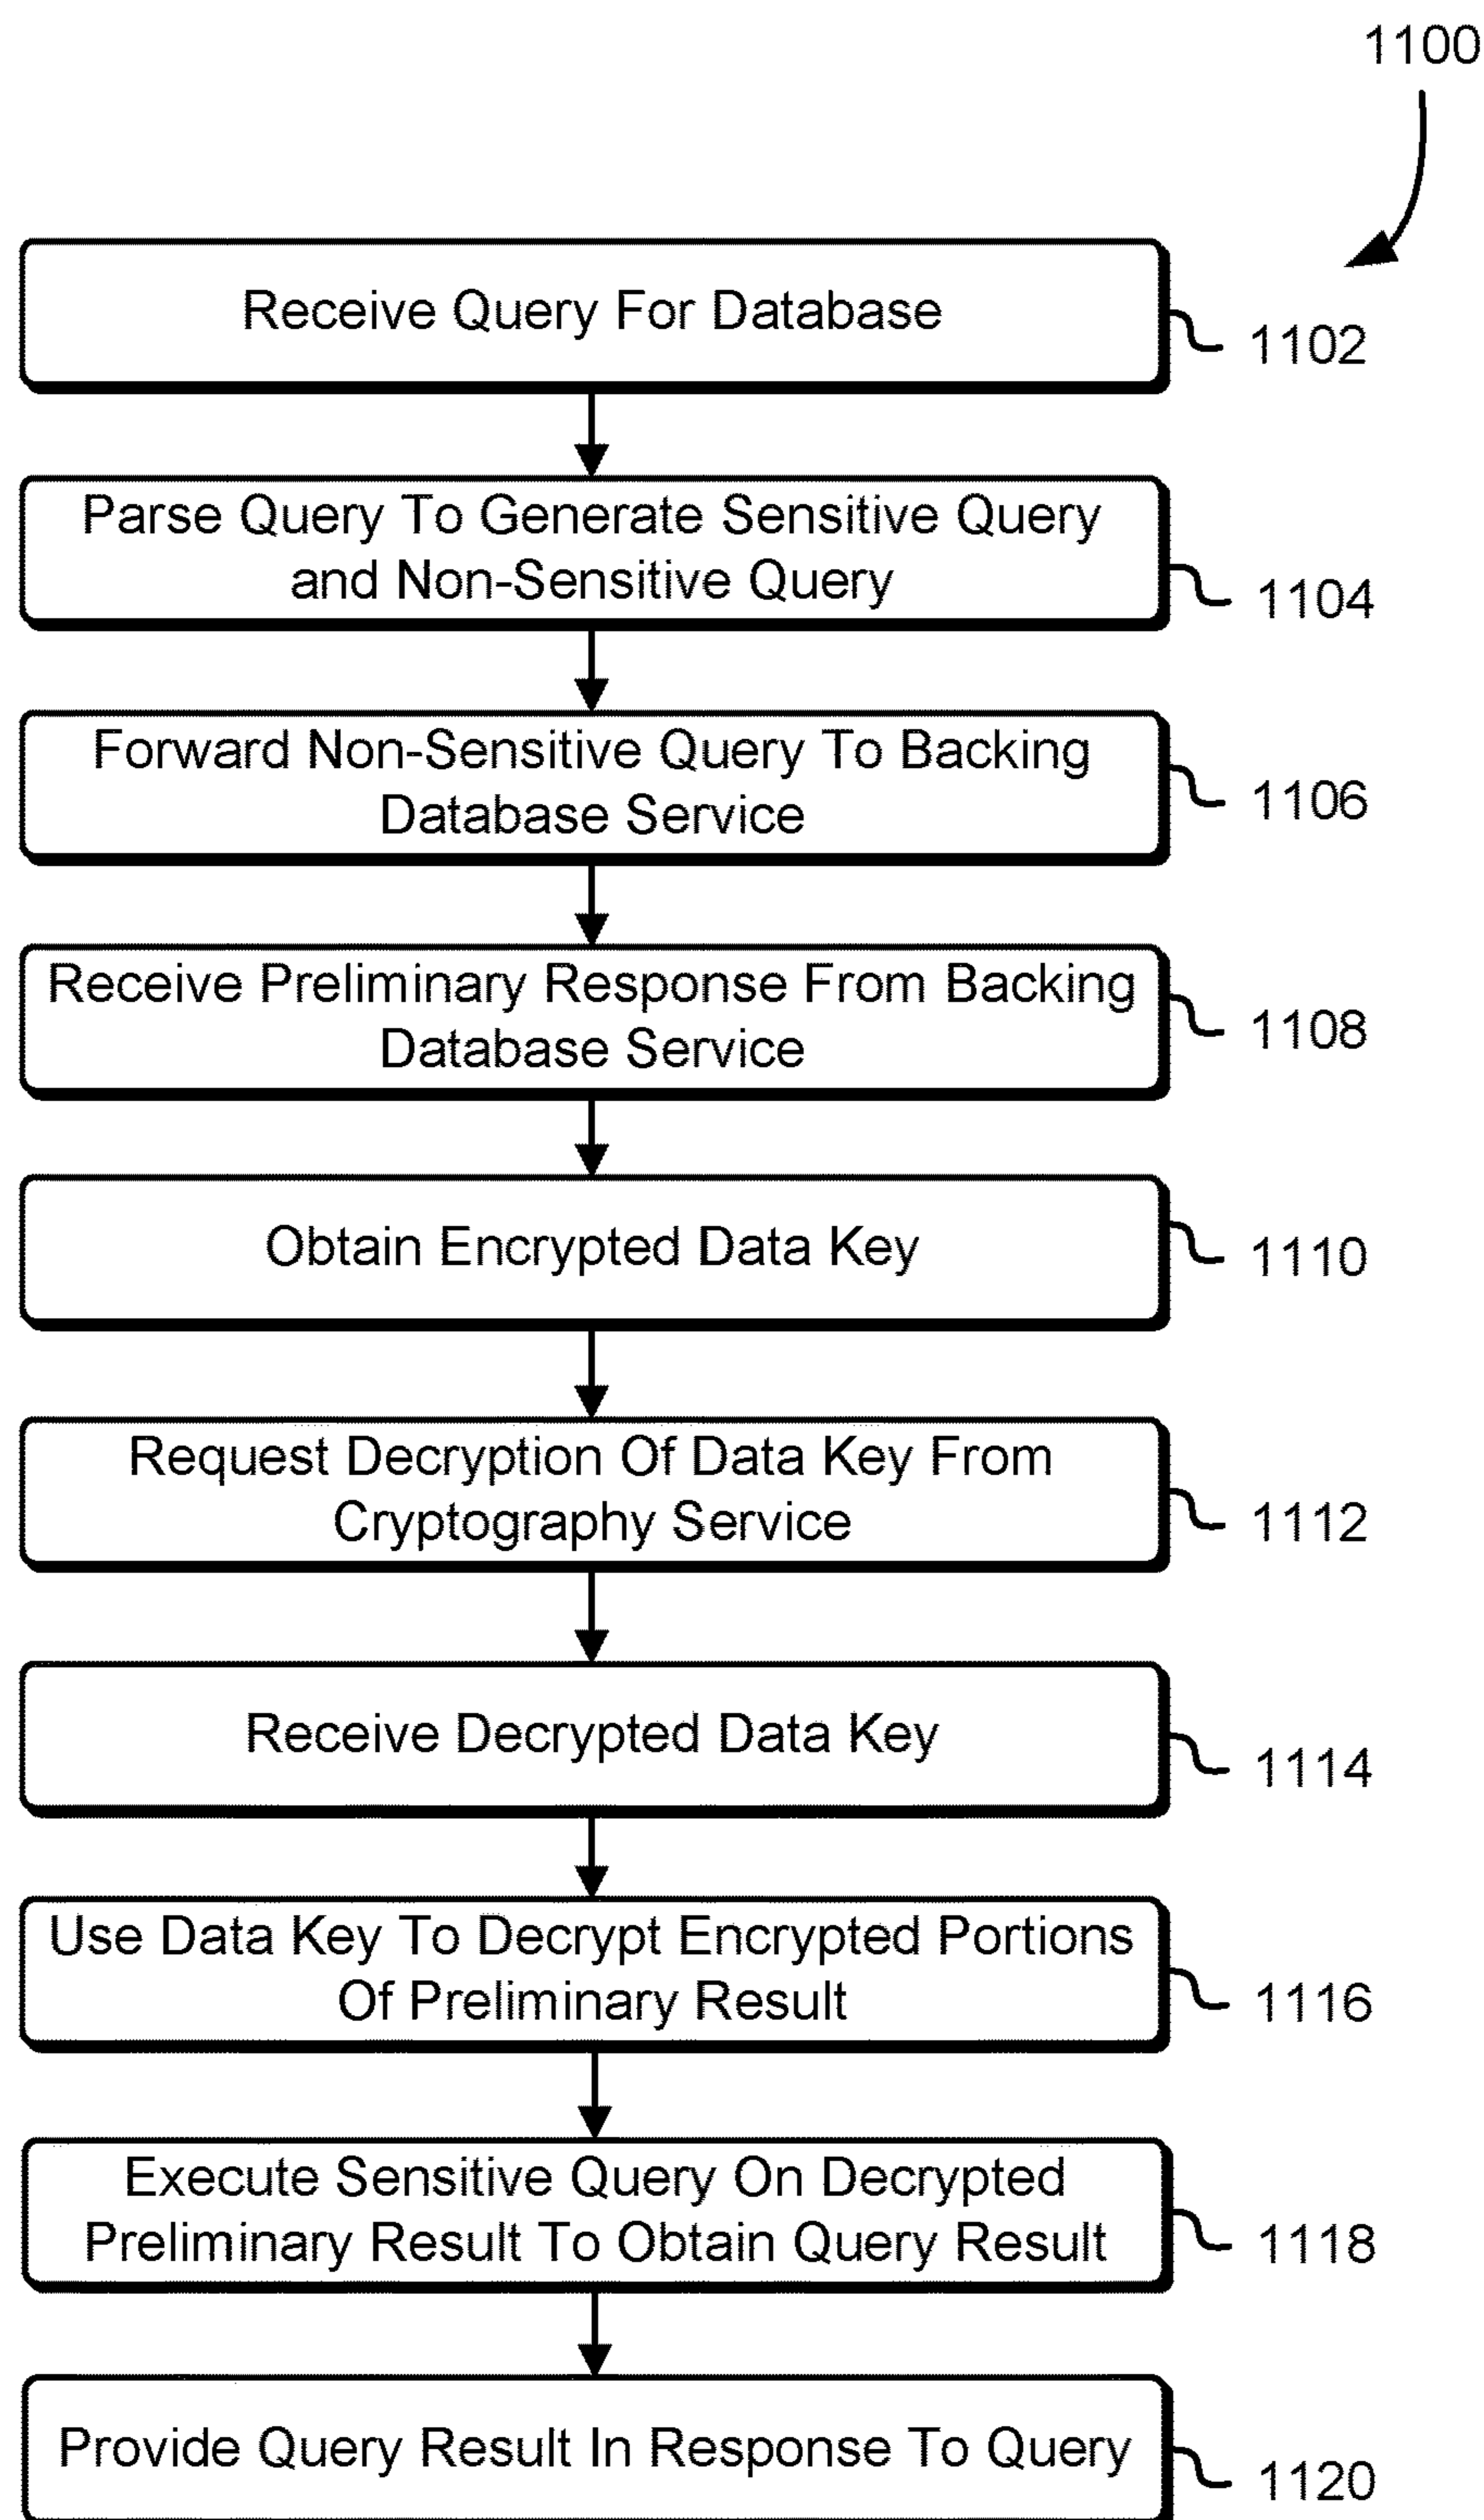 1100
Receive Query For Database
1102
Parse Query To Generate Sensitive Query
and Non-Sensitive Query
1104
Forward Non-Sensitive Query To Backing
Database Service
1106
Receive Preliminary Response From Backing
Database Service
1108
Obtain Encrypted Data Key
1110
Request Decryption Of Data Key From
Cryptography Service
1112
Receive Decrypted Data Key
1114
Use Data Key To Decrypt Encrypted Portions
Of Preliminary Result
1116
Execute Sensitive Query On Decrypted
Preliminary Result To Obtain Query Result
1118
Provide Query Result In Response To Query
1120